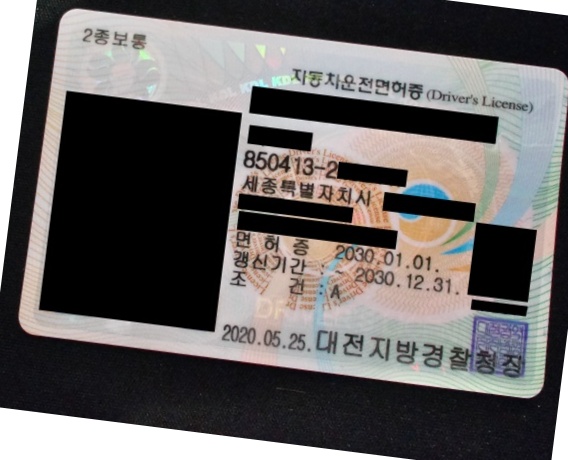 2종보통
자동차운전면허증 (Driver's License)
850413-2
세종특별자치시
면 허 증 2030.01.01.
갱신기간 : ~ 2030.12.31.
조 건 : A
2020.05.25. 대전지방경찰청장